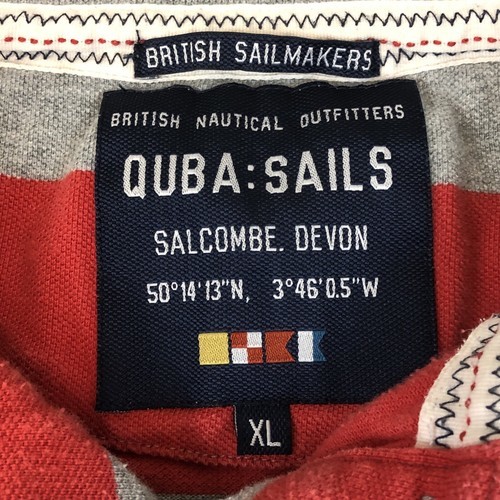 BRITISH SAILMAKERS
BRITISH NAUTICAL OUTFITTERS
QUBA:SAILS
SALCOMBE. DEVON
50°14'13"N, 3°46'0.5"W
XL